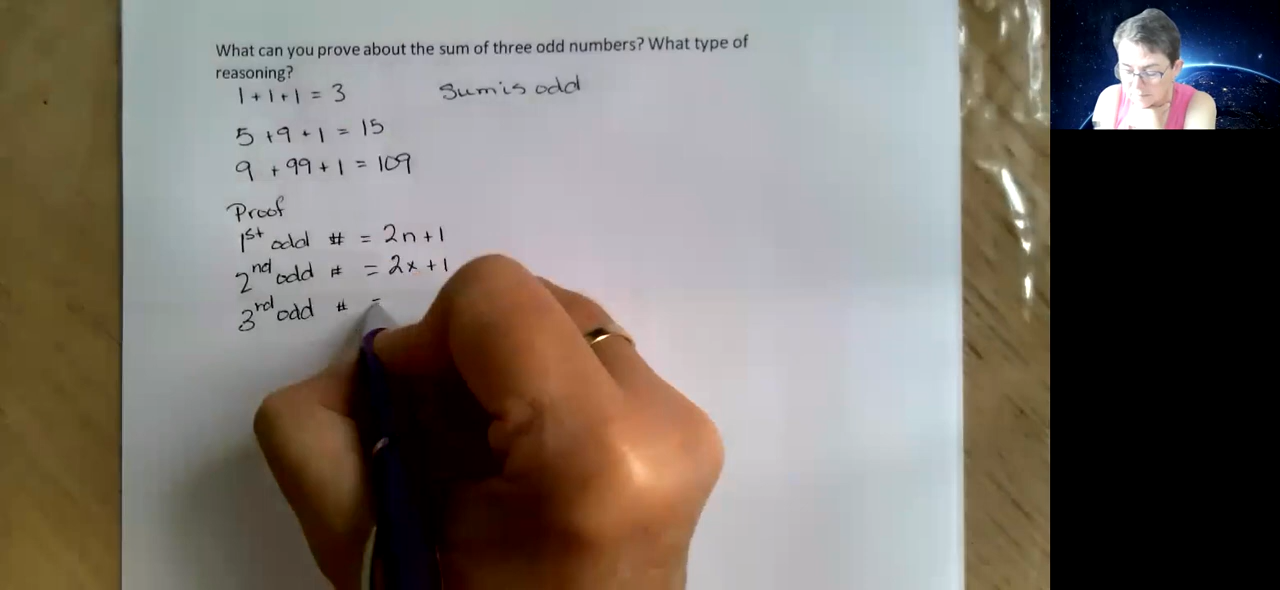 What can you prove about the sum of three odd numbers? What type of
reasoning?
1+1+1 = 3 Sum is odd
5+9+1 = 15
9 + 99 + 1 = 109
Proof
1st odd # = 2n+1
2nd odd # = 2x+1
3rd odd # =